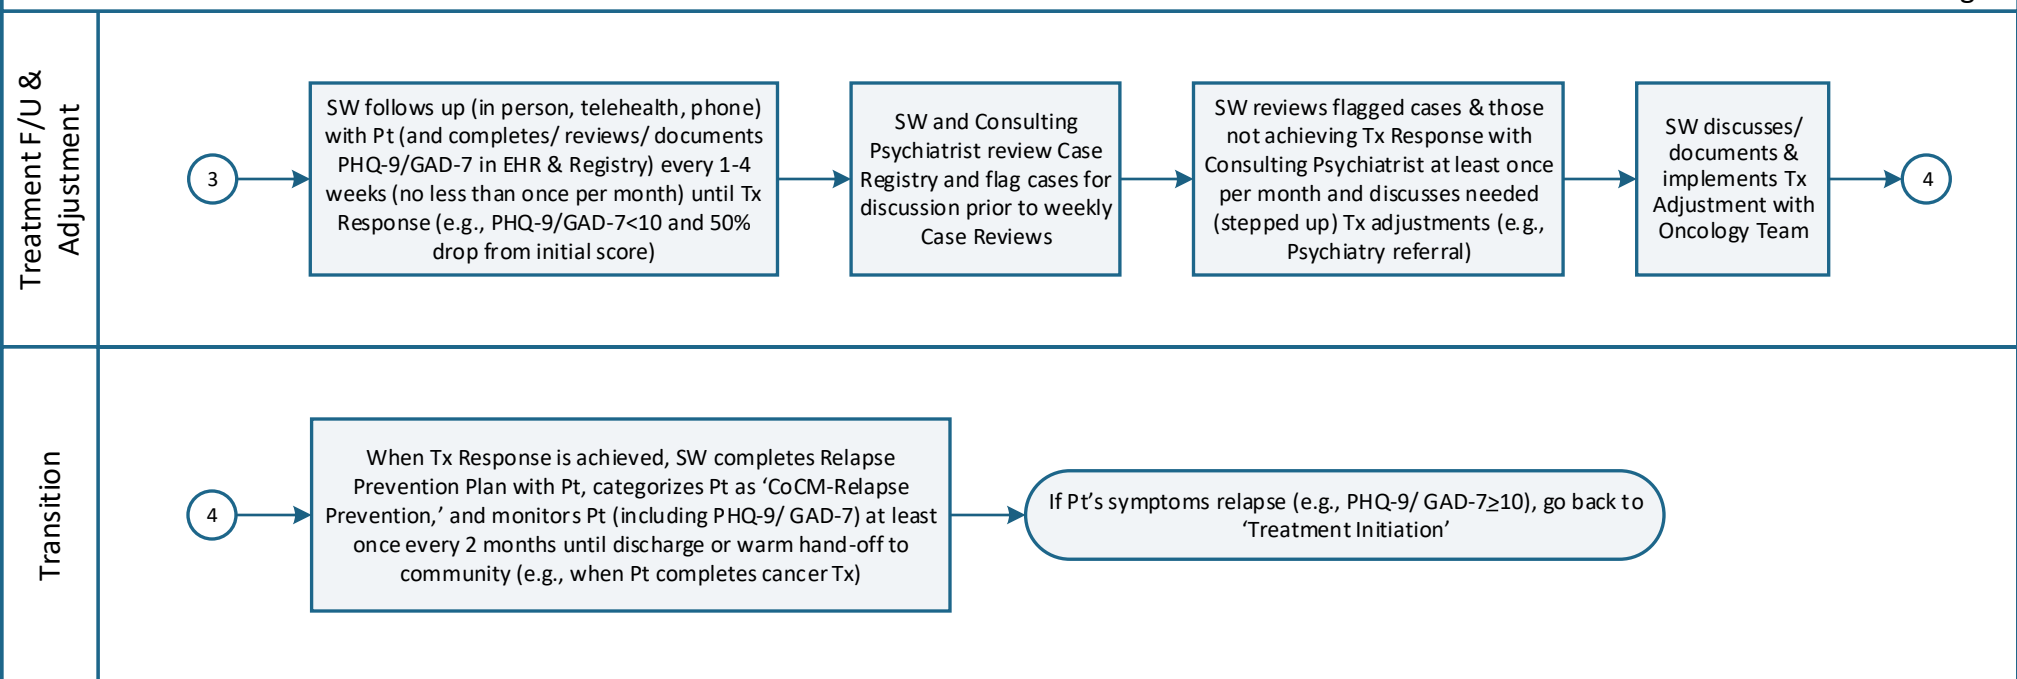 Treatment F/U &
Adjustment
3
SW follows up (in person, telehealth, phone)
with Pt (and completes/ reviews/ documents
PHQ-9/GAD-7 in EHR & Registry) every 1-4
weeks (no less than once per month) until Tx
Response (e.g., PHQ-9/GAD-7<10 and 50%
drop from initial score)
SW and Consulting
Psychiatrist review Case
Registry and flag cases for
discussion prior to weekly
Case Reviews
SW reviews flagged cases & those
not achieving Tx Response with
Consulting Psychiatrist at least once
per month and discusses needed
(stepped up) Tx adjustments (e.g.,
Psychiatry referral)
SW discusses/
documents &
implements Tx
Adjustment with
Oncology Team
4
Transition
4
When Tx Response is achieved, SW completes Relapse
Prevention Plan with Pt, categorizes Pt as ‘CoCM-Relapse
Prevention,’ and monitors Pt (including PHQ-9/ GAD-7) at least
once every 2 months until discharge or warm hand-off to
community (e.g., when Pt completes cancer Tx)
If Pt’s symptoms relapse (e.g., PHQ-9/ GAD-7≥10), go back to
‘Treatment Initiation’